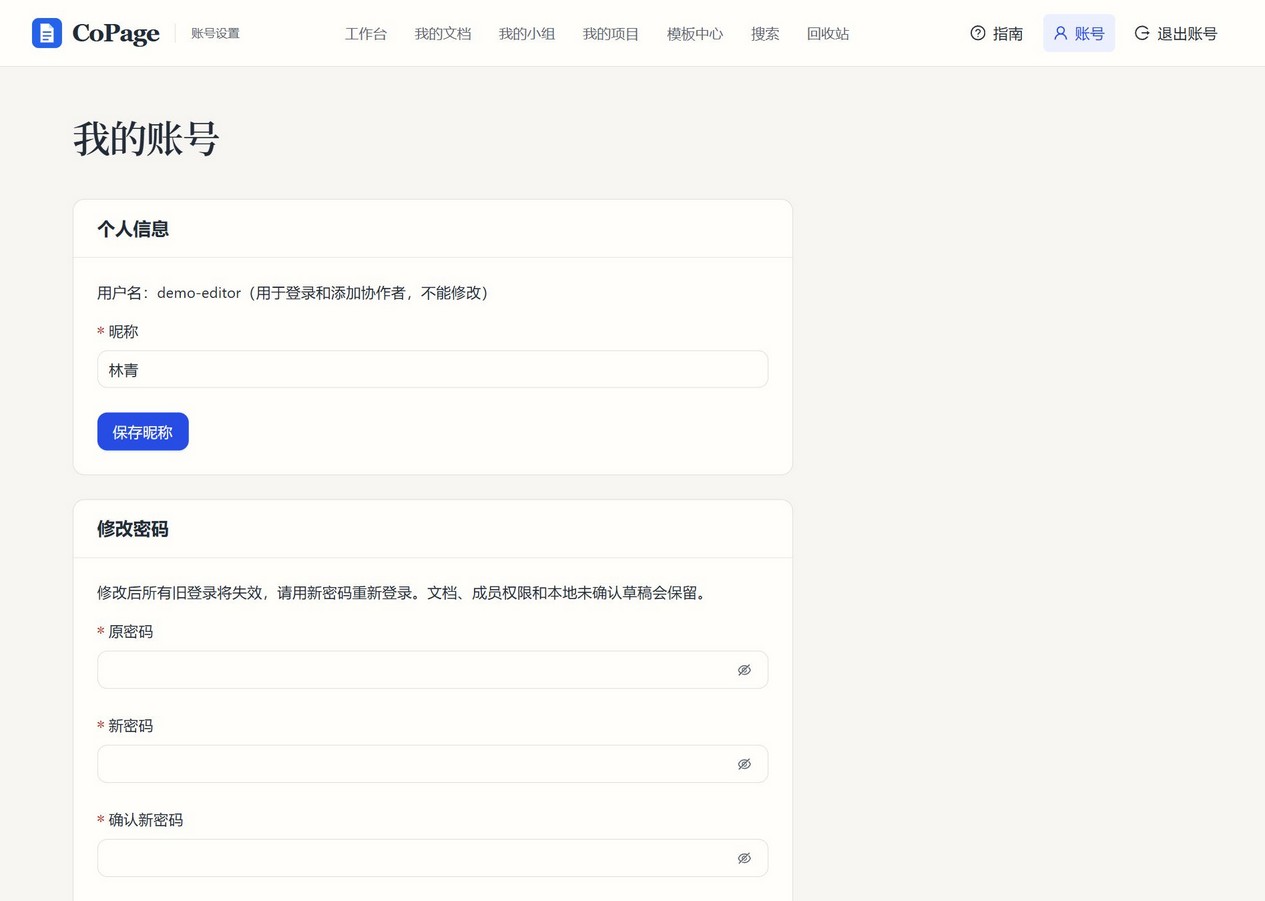 CoPage 账号设置 工作台 我的文档 我的小组 我的项目 模板中心 搜索 回收站 指南 账号 退出账号
我的账号
个人信息
用户名：demo-editor（用于登录和添加协作者，不能修改）
* 昵称
林青
保存昵称
修改密码
修改后所有旧登录将失效，请用新密码重新登录。文档、成员权限和本地未确认草稿会保留。
* 原密码
* 新密码
* 确认新密码